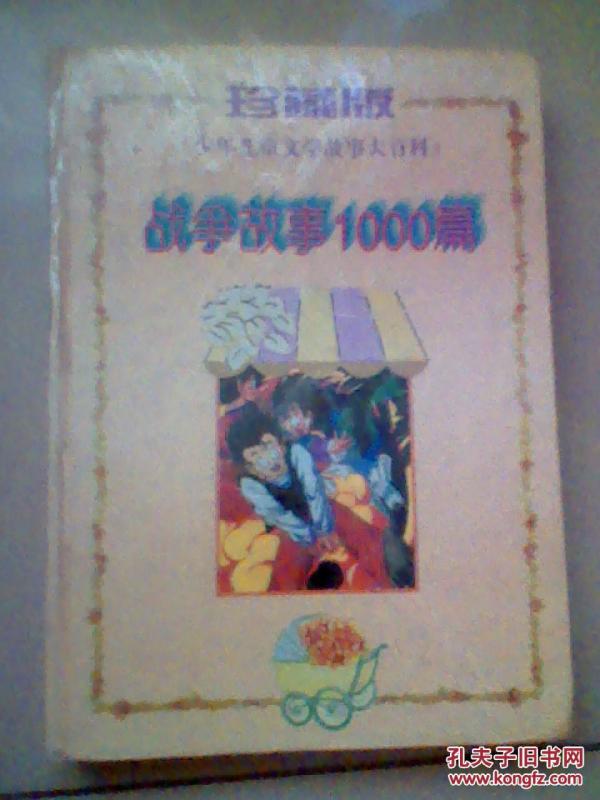 珍藏版
少年儿童文学故事大百科
战争故事1000篇
孔夫子旧书网
www.kongfz.com